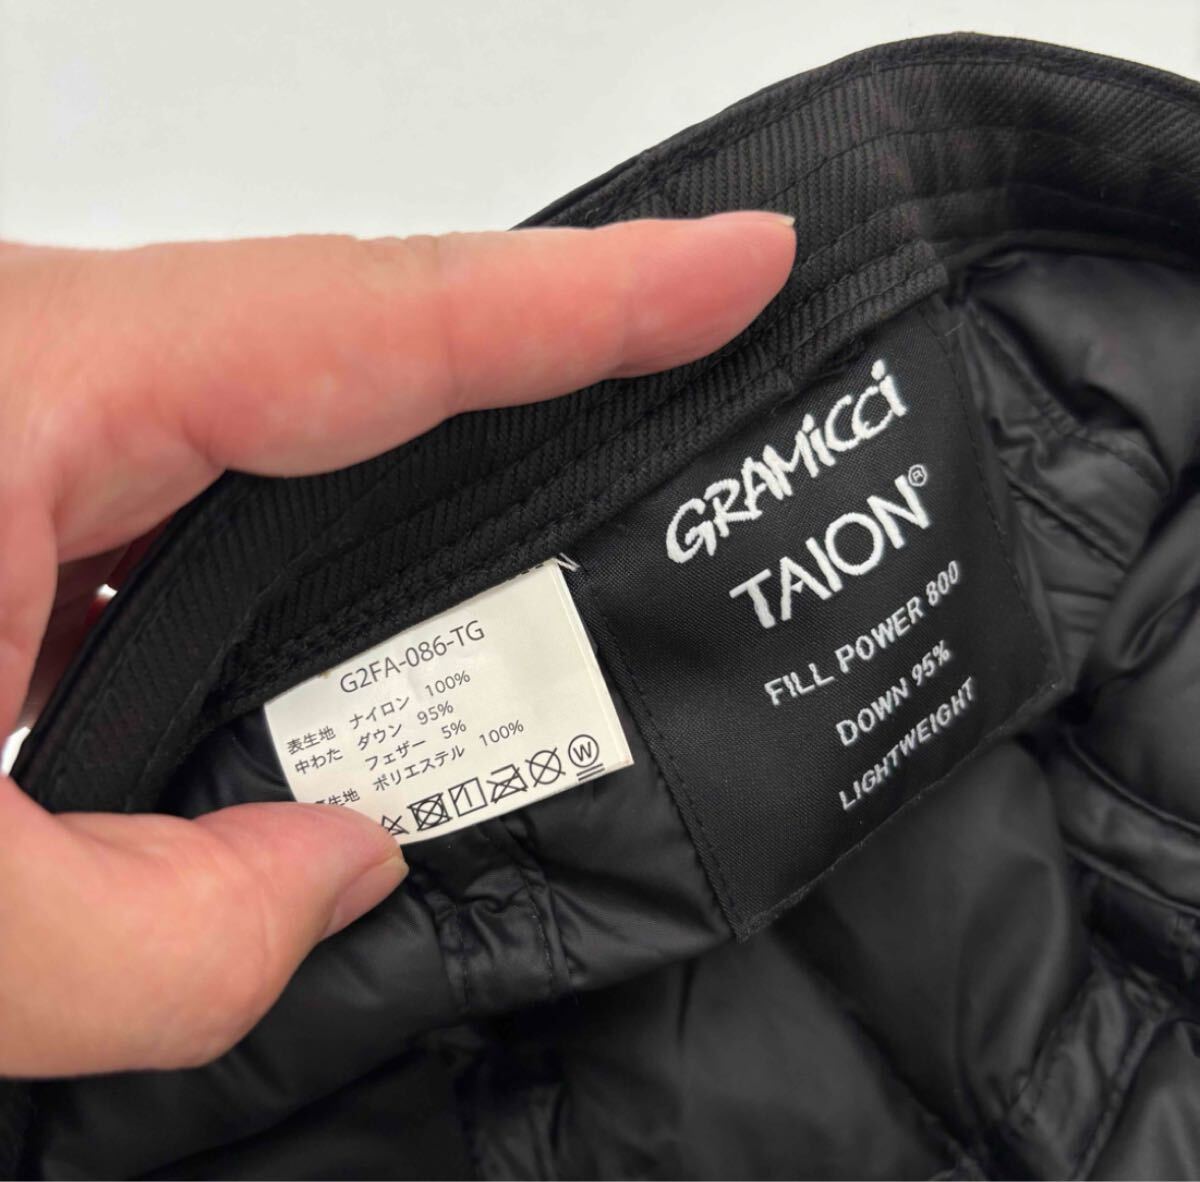 GRAMiCCi
TAION®
FILL POWER 800
DOWN 95%
LIGHTWEIGHT
G2FA-086-TG
表生地 ナイロン 100%
中わた ダウン 95%
フェザー 5%
生地 ポリエステル 100%
W